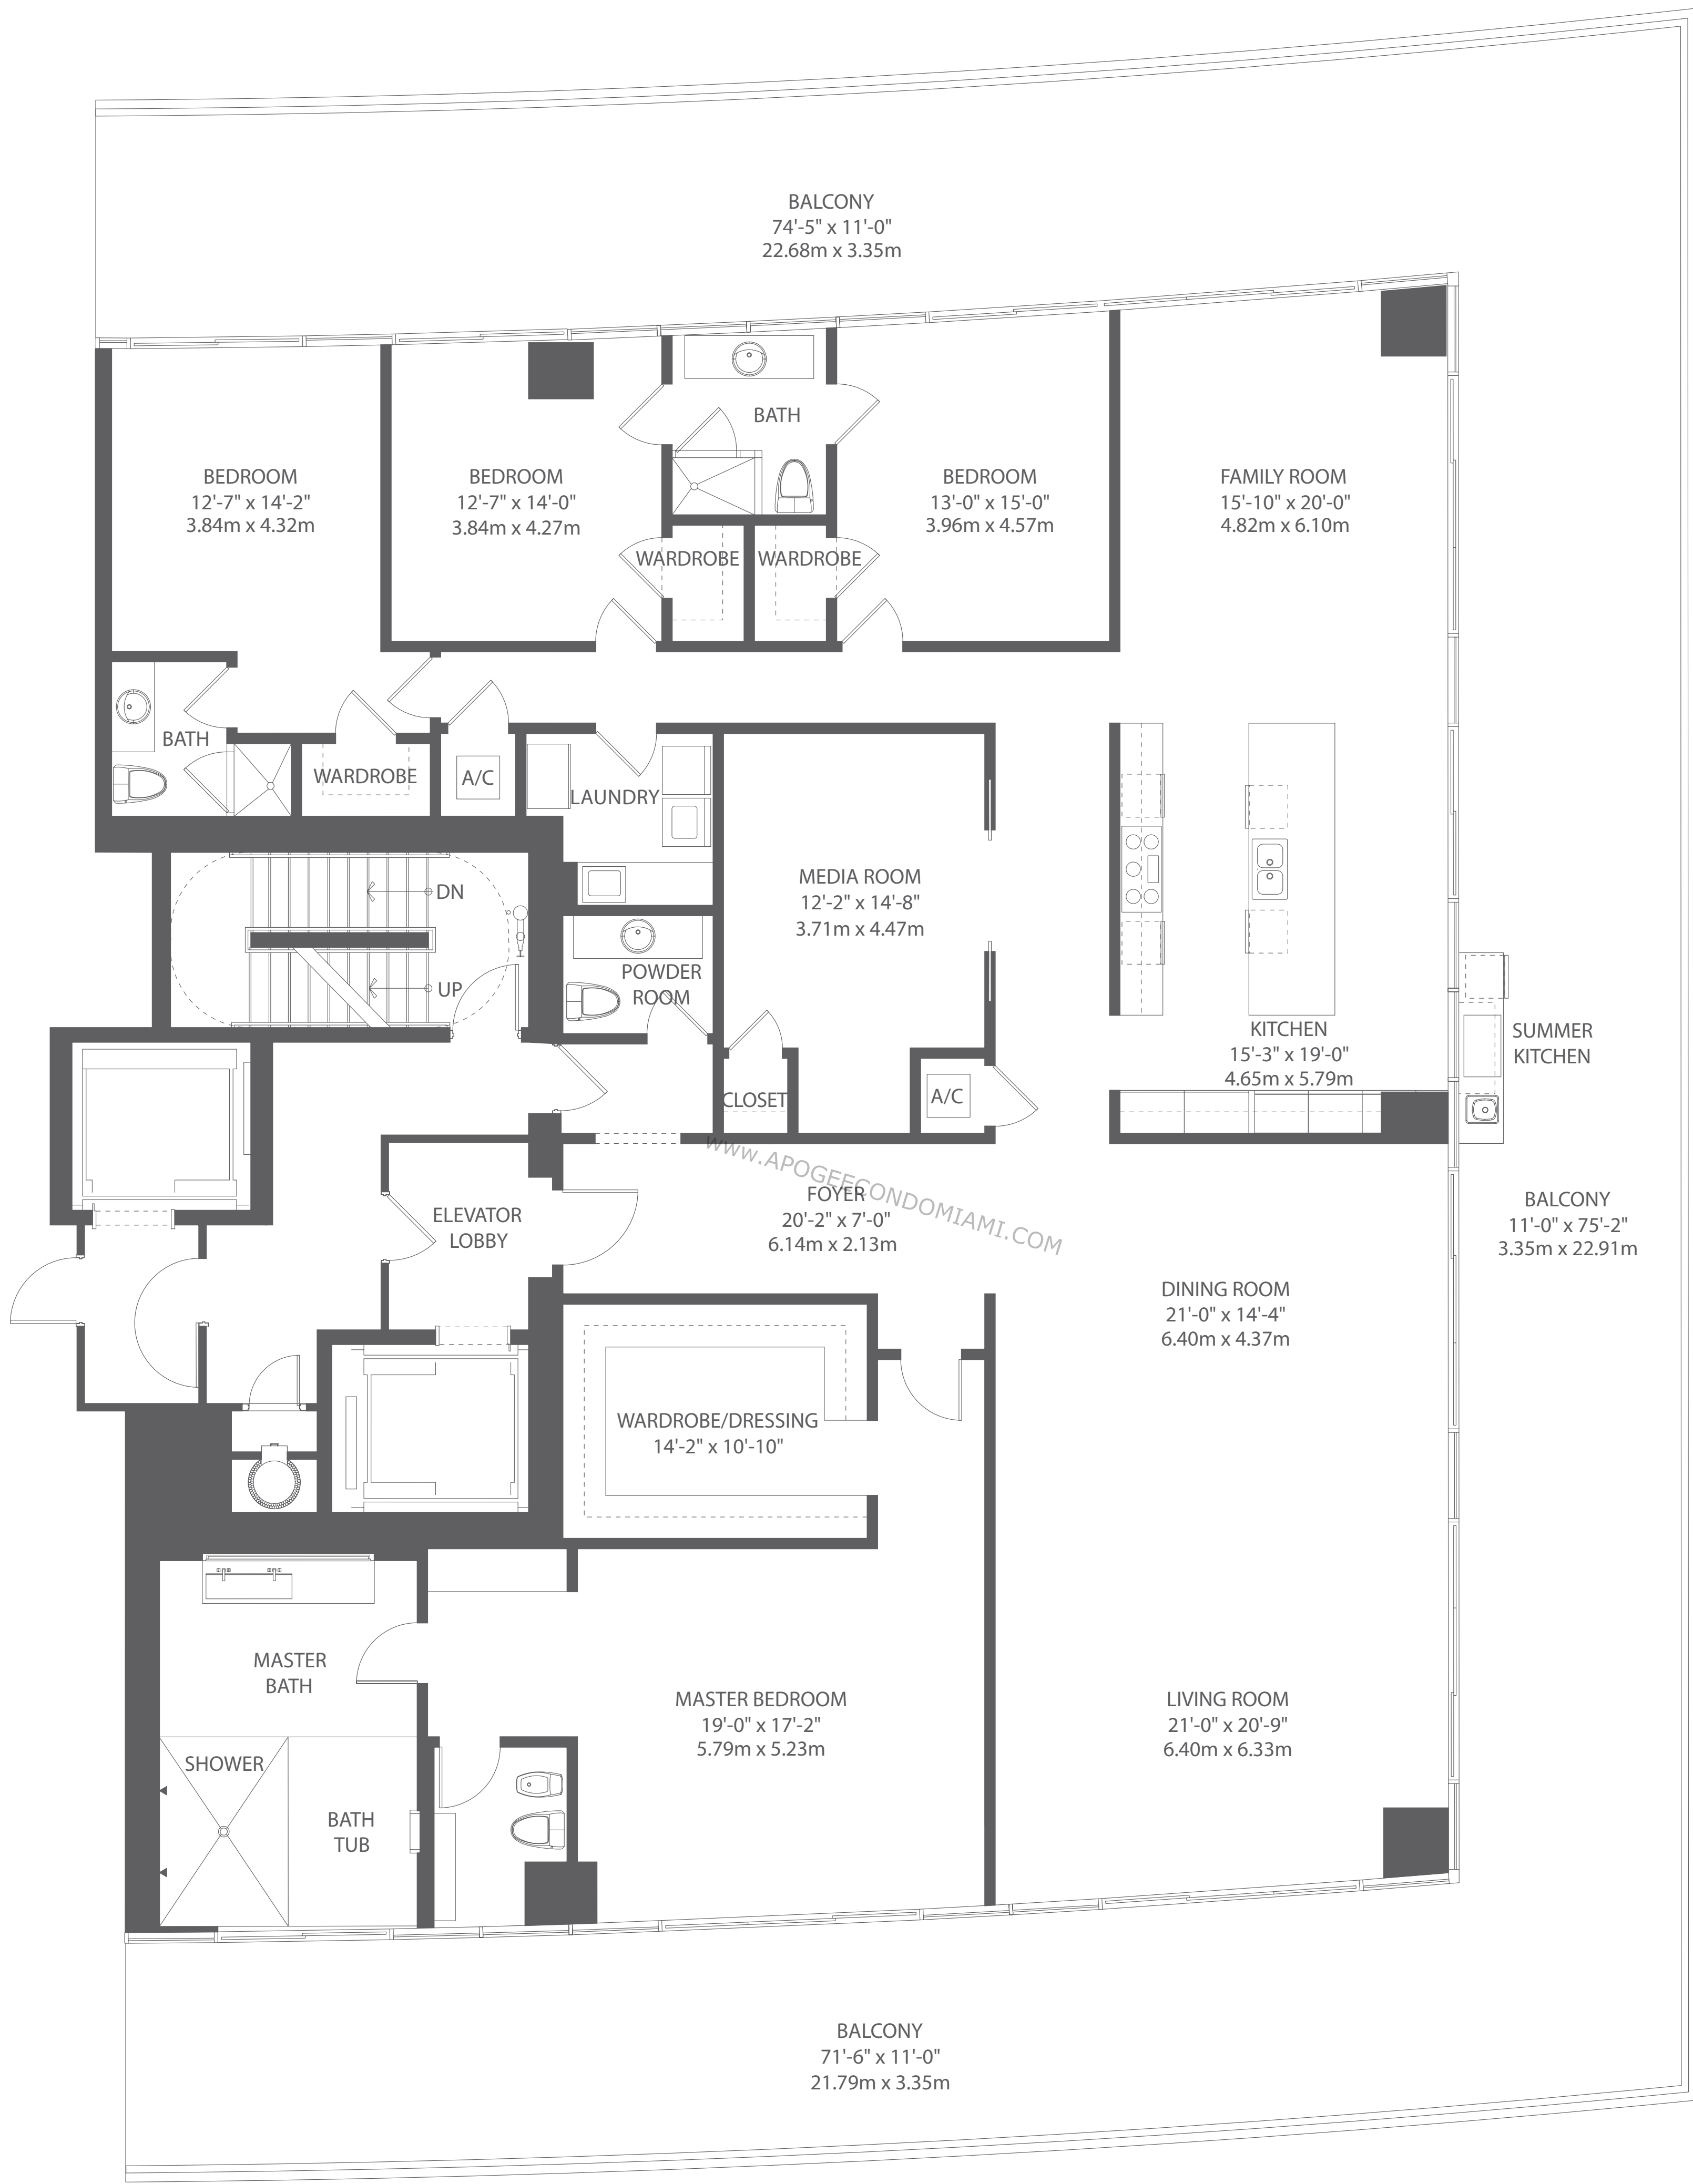 BALCONY
74'-5" x 11'-0"
22.68m x 3.35m
BEDROOM
12'-7" x 14'-2"
3.84m x 4.32m
BEDROOM
12'-7" x 14'-0"
3.84m x 4.27m
BATH
BEDROOM
13'-0" x 15'-0"
3.96m x 4.57m
FAMILY ROOM
15'-10" x 20'-0"
4.82m x 6.10m
WARDROBE
WARDROBE
BATH
WARDROBE
A/C
LAUNDRY
MEDIA ROOM
12'-2" x 14'-8"
3.71m x 4.47m
DN
UP
POWDER
ROOM
CLOSET
A/C
KITCHEN
15'-3" x 19'-0"
4.65m x 5.79m
SUMMER
KITCHEN
www.APOGEECONDOMIAMI.COM
ELEVATOR
LOBBY
FOYER
20'-2" x 7'-0"
6.14m x 2.13m
BALCONY
11'-0" x 75'-2"
3.35m x 22.91m
DINING ROOM
21'-0" x 14'-4"
6.40m x 4.37m
WARDROBE/DRESSING
14'-2" x 10'-10"
MASTER
BATH
MASTER BEDROOM
19'-0" x 17'-2"
5.79m x 5.23m
LIVING ROOM
21'-0" x 20'-9"
6.40m x 6.33m
SHOWER
BATH
TUB
BALCONY
71'-6" x 11'-0"
21.79m x 3.35m